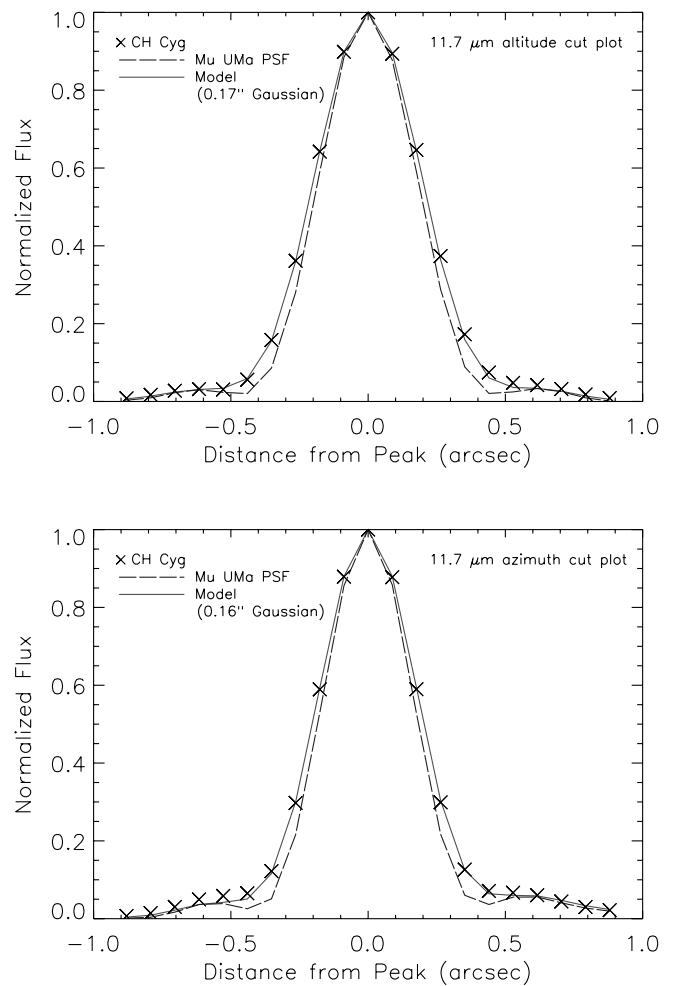 1.0
0.8
0.6
0.4
0.2
0.0
Normalized Flux
CH Cyg
Mu UMa PSF
Model
(0.17" Gaussian)
11.7 μm altitude cut plot
−1.0 −0.5 0.0 0.5 1.0
Distance from Peak (arcsec)
1.0
0.8
0.6
0.4
0.2
0.0
Normalized Flux
CH Cyg
Mu UMa PSF
Model
(0.16" Gaussian)
11.7 μm azimuth cut plot
−1.0 −0.5 0.0 0.5 1.0
Distance from Peak (arcsec)